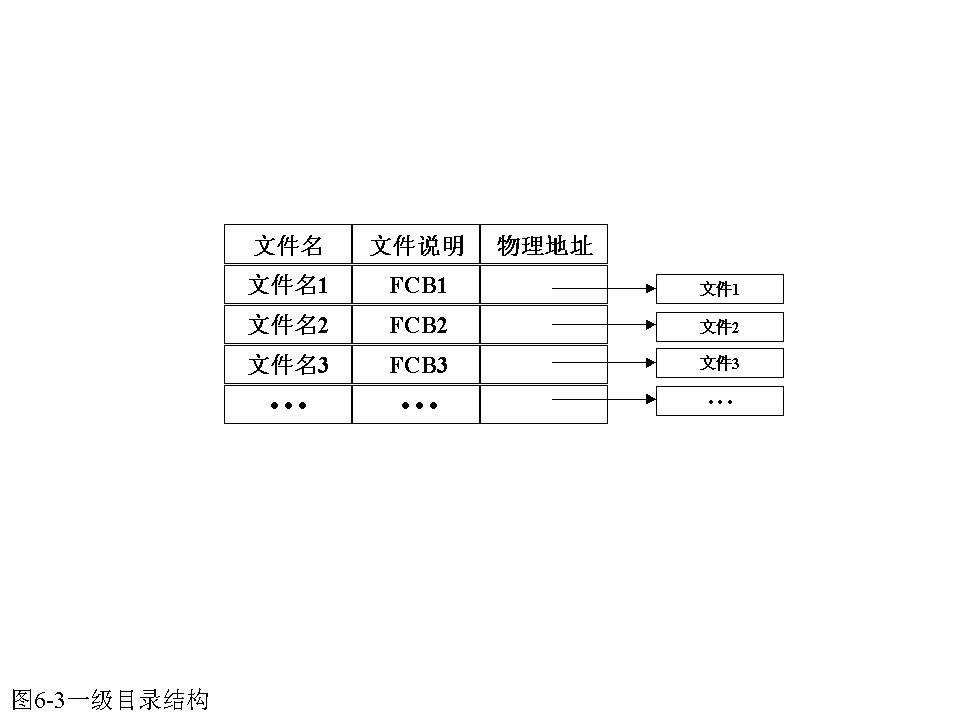 文件名 文件说明 物理地址
文件名1 FCB1 文件1
文件名2 FCB2 文件2
文件名3 FCB3 文件3
••• ••• •••
图6-3一级目录结构